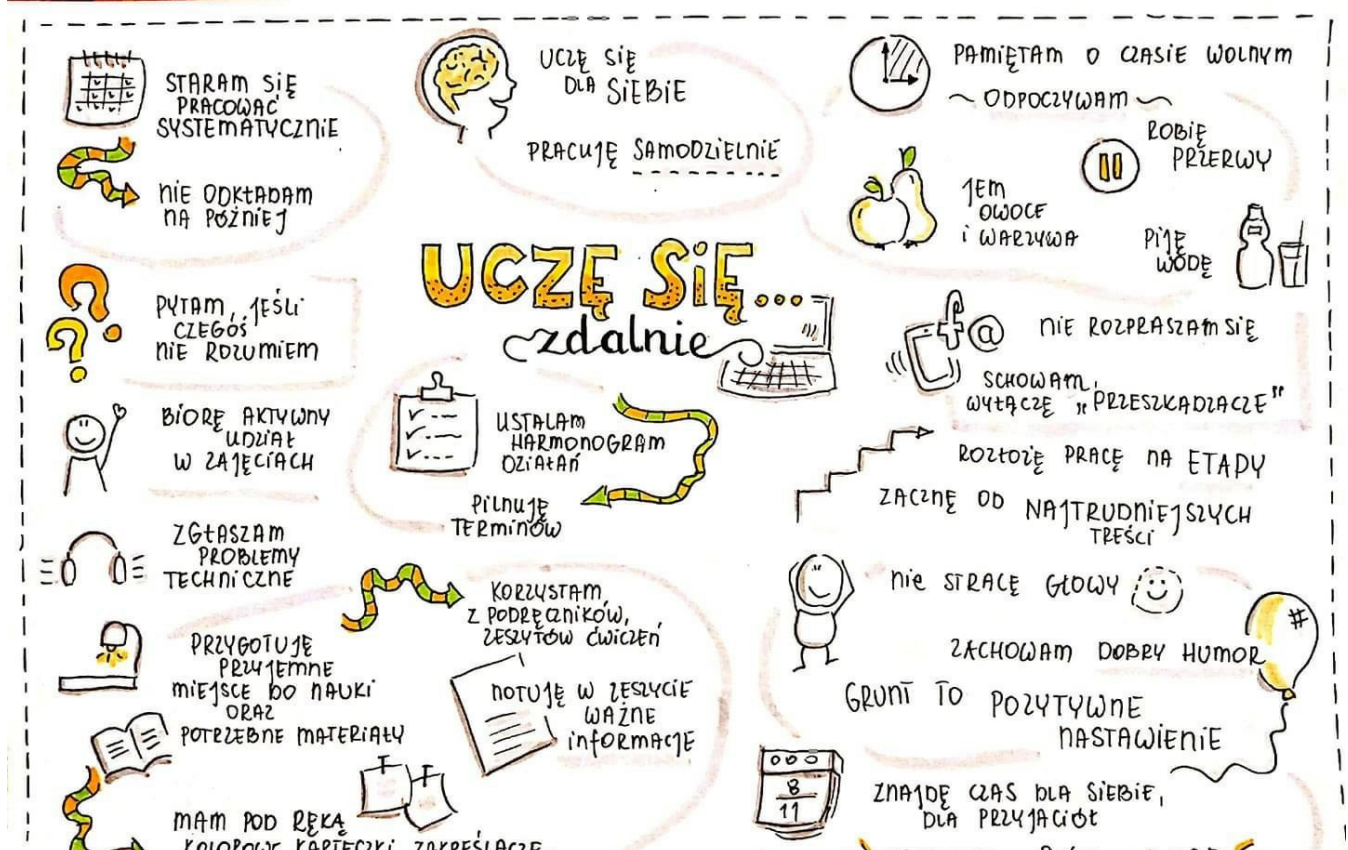 STARAM SIĘ
PRACOWAĆ
SYSTEMATYCZNIE
NIE ODKŁADAM
NA PÓŹNIEJ
UCZĘ SIĘ
DLA SIEBIE
PRACUJĘ SAMODZIELNIE
PAMIĘTAM O CZASIE WOLNYM
~ ODPOCZYWAM ~
ROBIĘ
PRZERWY
JEM
OWOCE
i WARZYWA
PiJĘ
WODĘ
UCZĘ SIĘ...
zdalnie
PYTAM, JEŚLI
CZEGOŚ
NIE ROZUMIEM
BIORĘ AKTYWNY
UDZIAŁ
W ZAJĘCIACH
ZGŁASZAM
PROBLEMY
TECHNICZNE
USTALAM
HARMONOGRAM
DZIAŁAŃ
PILNUJĘ
TERMINÓW
f @
NIE ROZPRASZAM SIĘ
SCHOWAM,
WYŁĄCZĘ „PRZESZKADZACZE"
ROZŁOŻĘ PRACĘ NA ETAPY
ZACZNĘ OD NAJTRUDNIEJSZYCH
TREŚCI
NIE STRACĘ GŁOWY
ZACHOWAM DOBRY HUMOR
#
GRUNT TO POZYTYWNE
NASTAWIENIE
PRZYGOTUJĘ
PRZYJEMNE
MIEJSCE DO NAUKI
ORAZ
POTRZEBNE MATERIAŁY
KORZYSTAM,
Z PODRĘCZNIKÓW,
ZESZYTÓW ĆWICZEŃ
NOTUJĘ W ZESZYCIE
WAŻNE
INFORMACJE
MAM POD RĘKĄ
KOLOROWE KARTECZKI, ZAKREŚLACZE
8
11
ZNAJDĘ CZAS DLA SIEBIE,
DLA PRZYJACIÓŁ